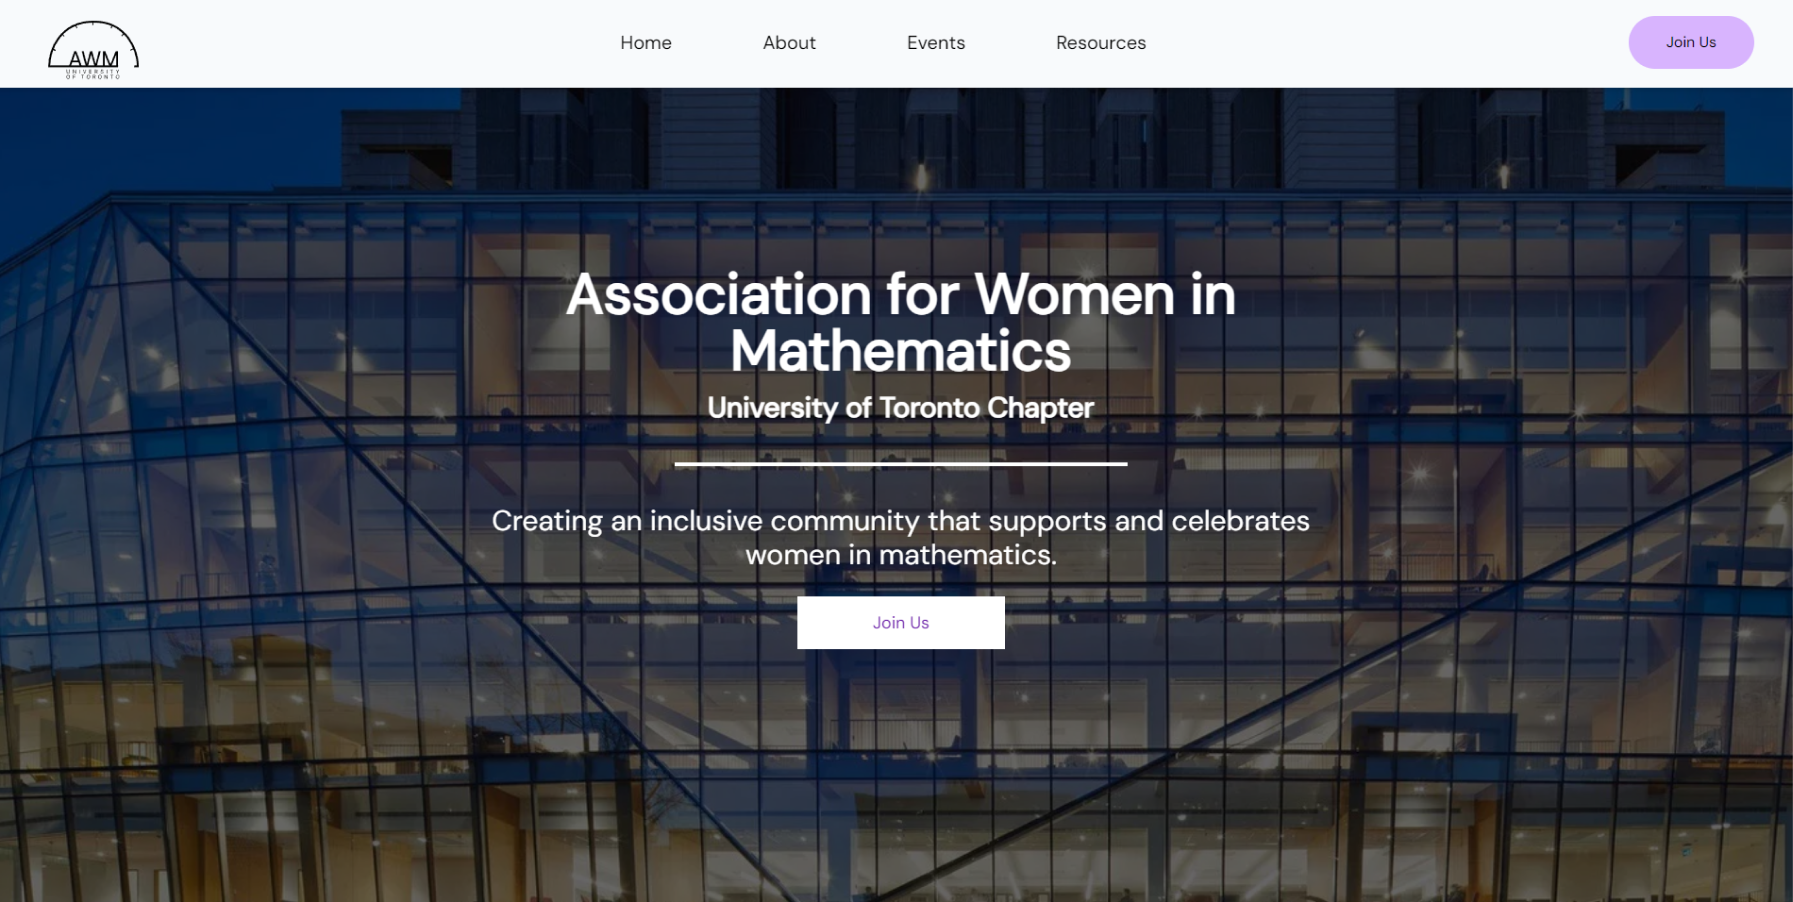 AWM
UNIVERSITY
OF TORONTO
Home
About
Events
Resources
Join Us
Association for Women in
Mathematics
University of Toronto Chapter
Creating an inclusive community that supports and celebrates
women in mathematics.
Join Us